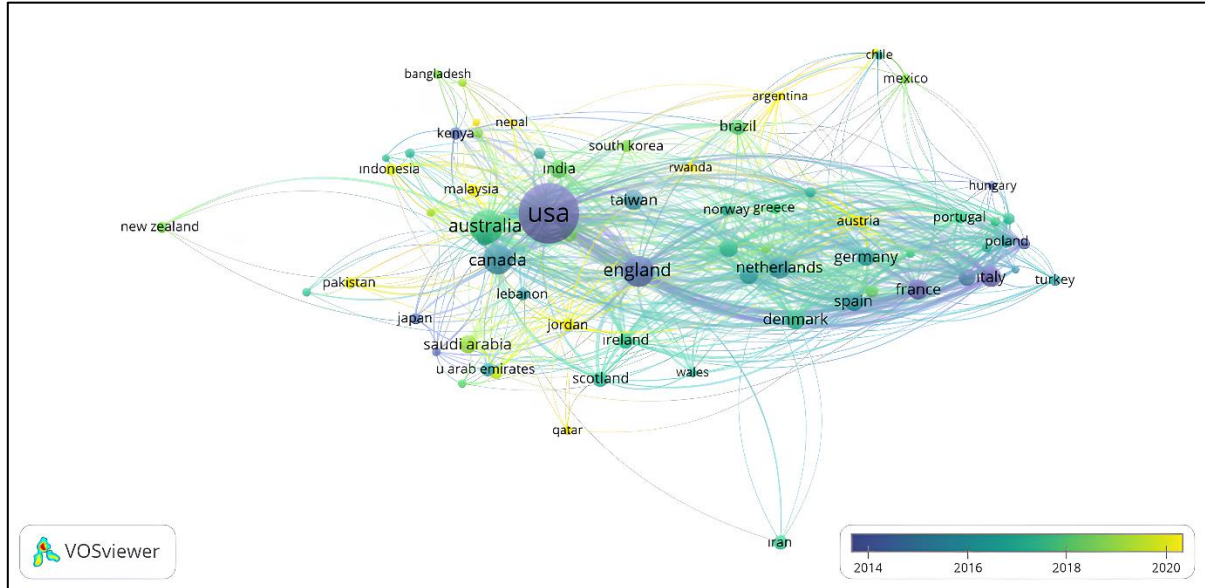 chile
bangladesh
mexico
argentina
nepal
brazil
kenya
south korea
indonesia
india
rwanda
malaysia
hungary
usa
taiwan
norway
greece
portugal
new zealand
australia
austria
poland
canada
england
netherlands
germany
turkey
pakistan
lebanon
spain
france
italy
japan
jordan
denmark
saudi arabia
ireland
u arab emirates
scotland
wales
qatar
iran
VOSviewer
2014 2016 2018 2020